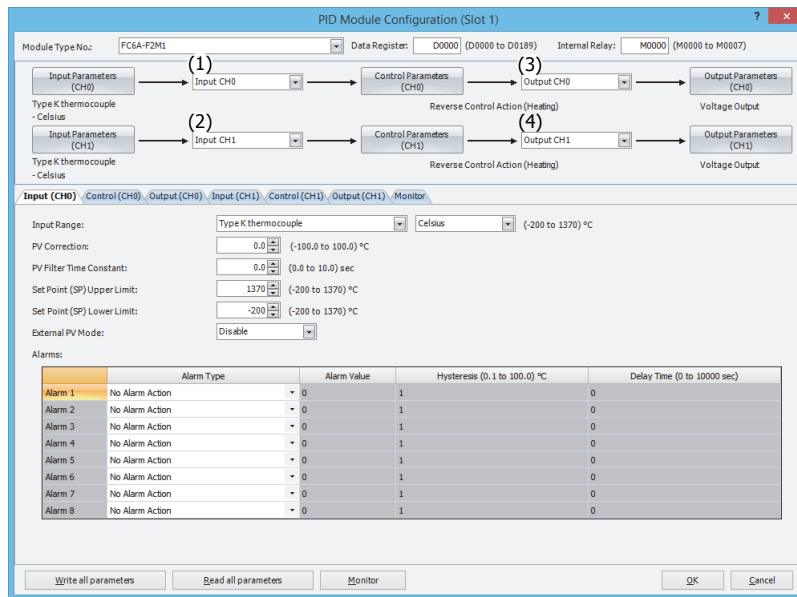 PID Module Configuration (Slot 1)
? x
Module Type No.: FC6A-F2M1 Data Register: D0000 (D0000 to D0189) Internal Relay: M0000 (M0000 to M0007)
(1) (3)
Input Parameters (CH0) Input CH0 Control Parameters (CH0) Output CH0 Output Parameters (CH0)
Type K thermocouple Reverse Control Action (Heating) Voltage Output
- Celsius
(2) (4)
Input Parameters (CH1) Input CH1 Control Parameters (CH1) Output CH1 Output Parameters (CH1)
Type K thermocouple Reverse Control Action (Heating) Voltage Output
- Celsius
Input (CH0) Control (CH0) Output (CH0) Input (CH1) Control (CH1) Output (CH1) Monitor
Input Range: Type K thermocouple Celsius (-200 to 1370) ºC
PV Correction: 0.0 (-100.0 to 100.0) ºC
PV Filter Time Constant: 0.0 (0.0 to 10.0) sec
Set Point (SP) Upper Limit: 1370 (-200 to 1370) ºC
Set Point (SP) Lower Limit: -200 (-200 to 1370) ºC
External PV Mode: Disable
Alarms:
Alarm Type Alarm Value Hysteresis (0.1 to 100.0) ºC Delay Time (0 to 10000 sec)
Alarm 1 No Alarm Action 0 1 0
Alarm 2 No Alarm Action 0 1 0
Alarm 3 No Alarm Action 0 1 0
Alarm 4 No Alarm Action 0 1 0
Alarm 5 No Alarm Action 0 1 0
Alarm 6 No Alarm Action 0 1 0
Alarm 7 No Alarm Action 0 1 0
Alarm 8 No Alarm Action 0 1 0
Write all parameters Read all parameters Monitor OK Cancel